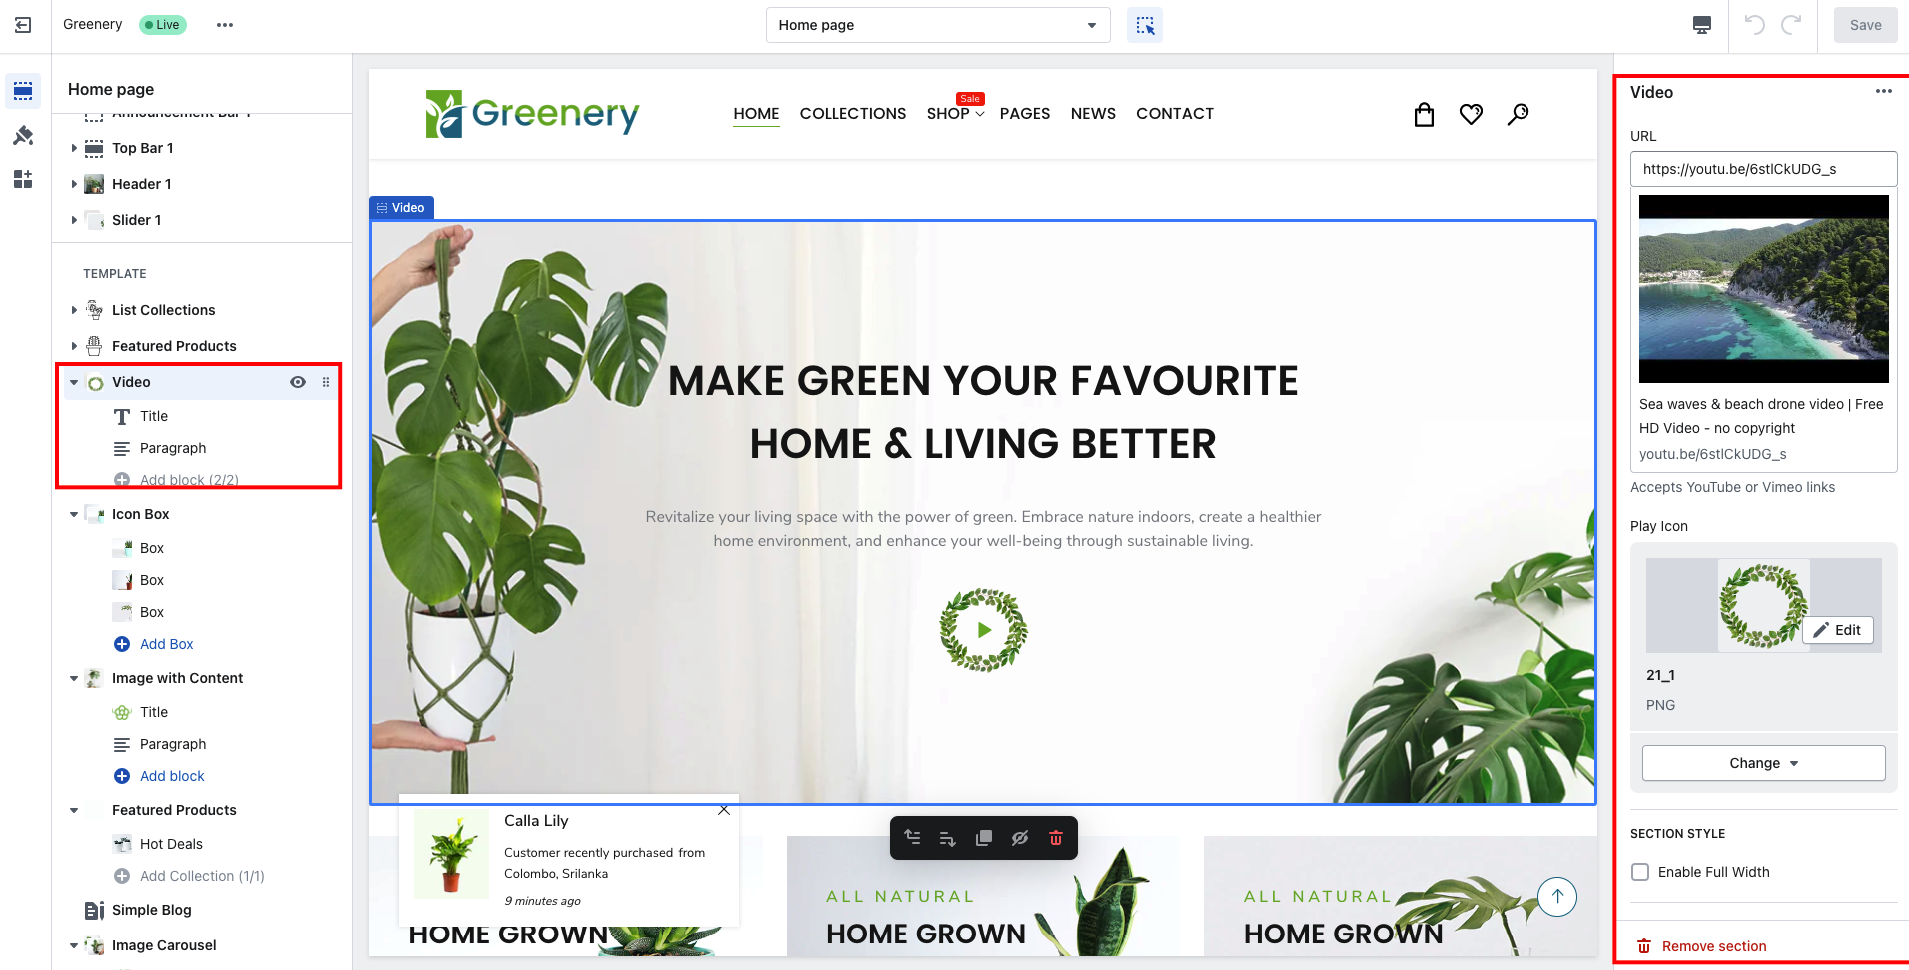 Greenery
Live
Home page
Save
Home page
Announcement Bar 1
Top Bar 1
Header 1
Slider 1
TEMPLATE
List Collections
Featured Products
Video
Title
Paragraph
Add block (2/2)
Icon Box
Box
Box
Box
Add Box
Image with Content
Title
Paragraph
Add block
Featured Products
Hot Deals
Add Collection (1/1)
Simple Blog
Image Carousel
Greenery
HOME
COLLECTIONS
SHOP
Sale
PAGES
NEWS
CONTACT
Video
MAKE GREEN YOUR FAVOURITE
HOME & LIVING BETTER
Revitalize your living space with the power of green. Embrace nature indoors, create a healthier
home environment, and enhance your well-being through sustainable living.
Calla Lily
Customer recently purchased from
Colombo, Srilanka
9 minutes ago
HOME GROWN
ALL NATURAL
HOME GROWN
ALL NATURAL
HOME GROWN
Video
URL
https://youtu.be/6stlCkUDG_s
Sea waves & beach drone video | Free
HD Video - no copyright
youtu.be/6stlCkUDG_s
Accepts YouTube or Vimeo links
Play Icon
Edit
21_1
PNG
Change
SECTION STYLE
Enable Full Width
Remove section